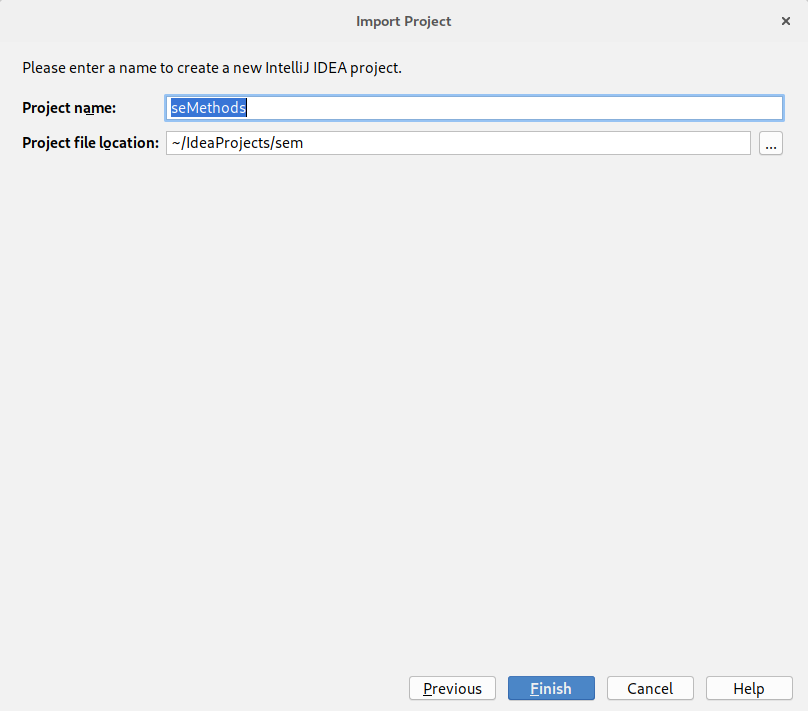 Import Project
Please enter a name to create a new IntelliJ IDEA project.
Project name: seMethods
Project file location: ~/IdeaProjects/sem ...
Previous Finish Cancel Help